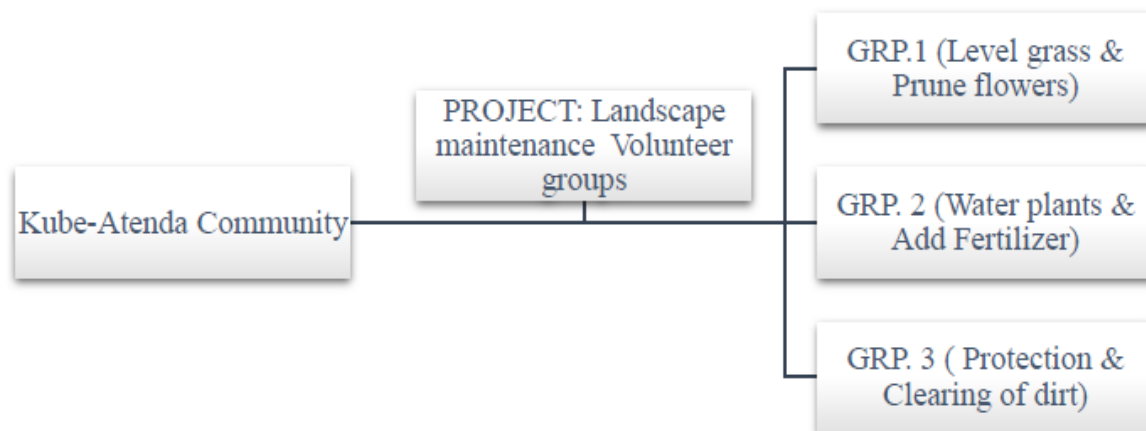 Kube-Atenda Community
PROJECT: Landscape
maintenance Volunteer
groups
GRP.1 (Level grass &
Prune flowers)
GRP. 2 (Water plants &
Add Fertilizer)
GRP. 3 ( Protection &
Clearing of dirt)